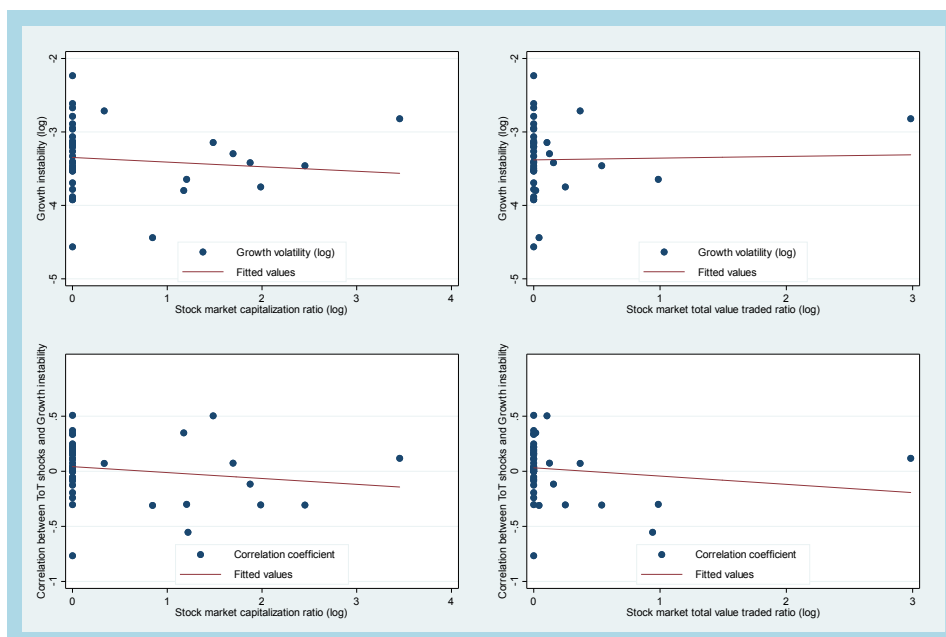 Growth instability (log)
-2
-3
-4
-5
Growth volatility (log)
Fitted values
0 1 2 3 4
Stock market capitalization ratio (log)
Growth instability (log)
-2
-3
-4
-5
Growth volatility (log)
Fitted values
0 1 2 3
Stock market total value traded ratio (log)
Correlation between ToT shocks and Growth instability
.5
0
-.5
-1
Correlation coefficient
Fitted values
0 1 2 3 4
Stock market capitalization ratio (log)
Correlation between ToT shocks and Growth instability
.5
0
-.5
-1
Correlation coefficient
Fitted values
0 1 2 3
Stock market total value traded ratio (log)